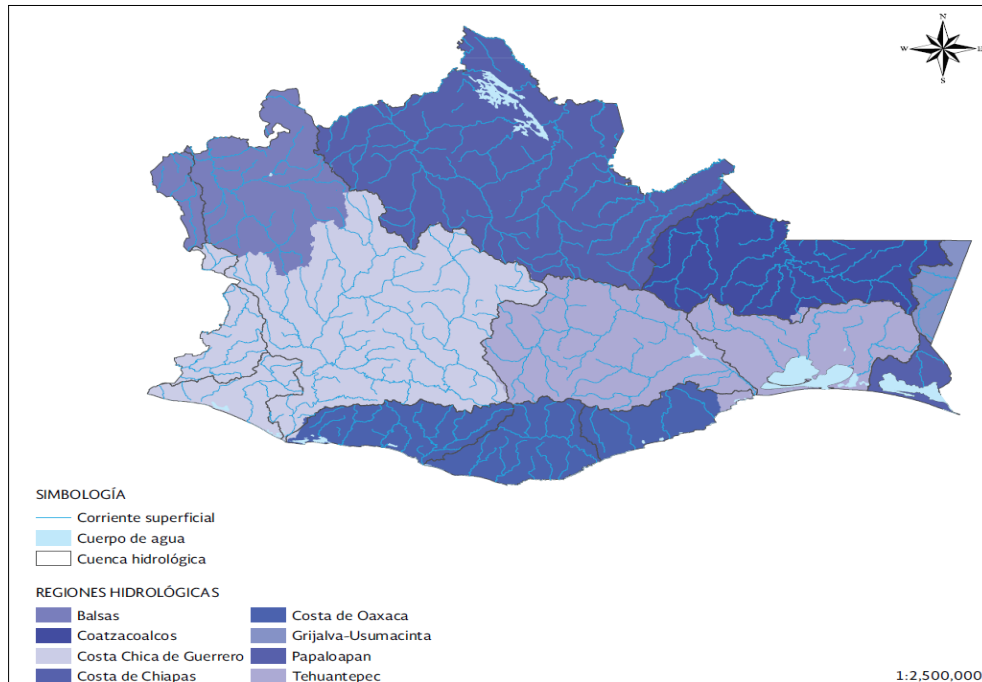 N
W
E
S
SIMBOLOGÍA
Corriente superficial
Cuerpo de agua
Cuenca hidrológica
REGIONES HIDROLÓGICAS
Balsas
Coatzacoalcos
Costa Chica de Guerrero
Costa de Chiapas
Costa de Oaxaca
Grijalva-Usumacinta
Papaloapan
Tehuantepec
1:2,500,000